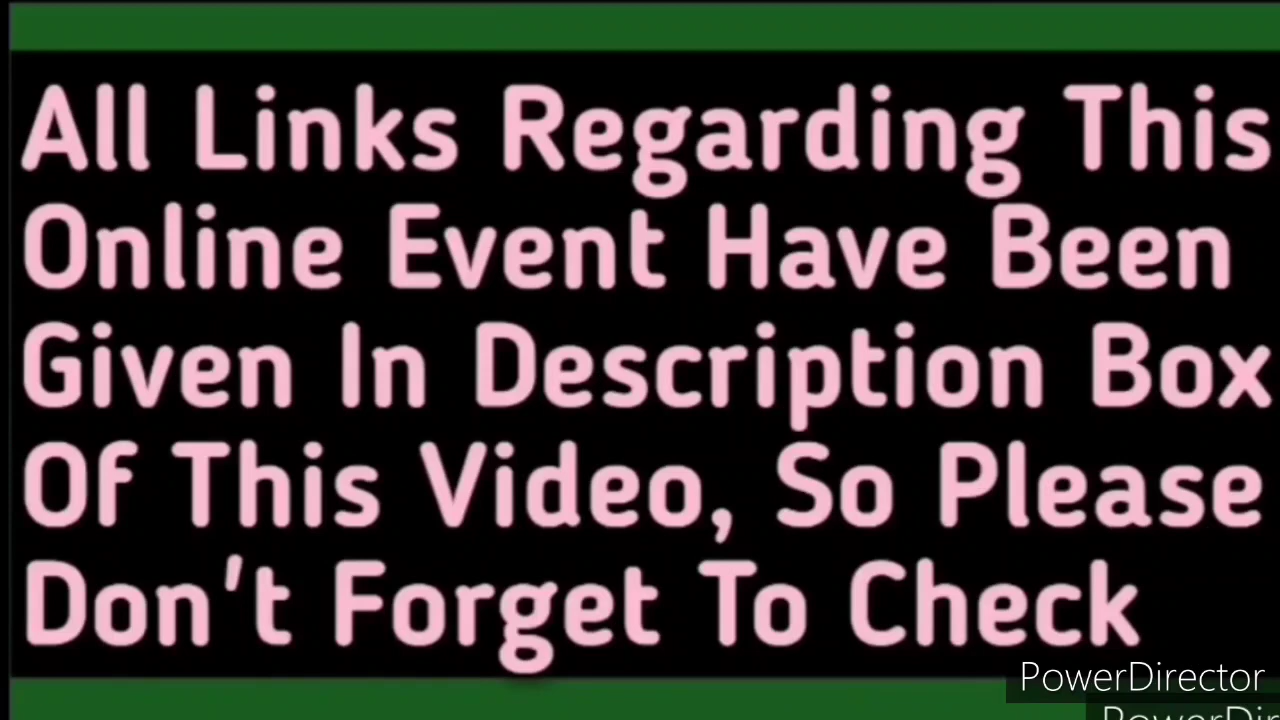 All Links Regarding This
Online Event Have Been
Given In Description Box
Of This Video, So Please
Don't Forget To Check
PowerDirector